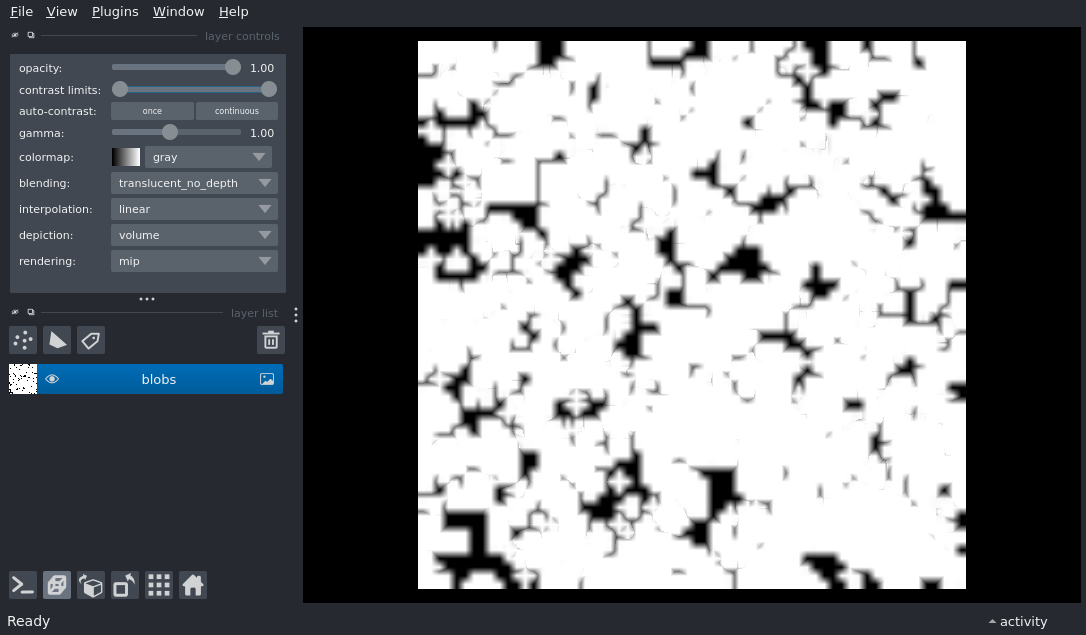 File View Plugins Window Help
layer controls
opacity: 1.00
contrast limits:
auto-contrast: once continuous
gamma: 1.00
colormap: gray
blending: translucent_no_depth
interpolation: linear
depiction: volume
rendering: mip
layer list
blobs
Ready activity